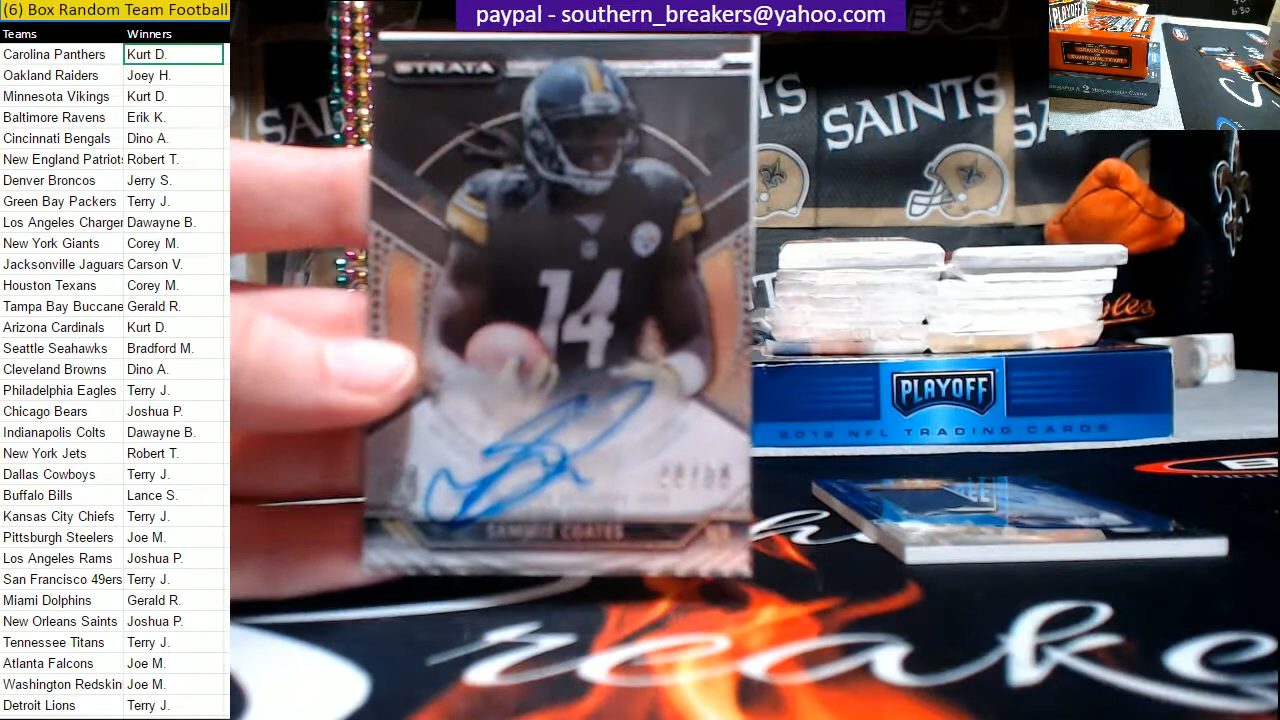 (6) Box Random Team Football
Teams Winners
Carolina Panthers Kurt D.
Oakland Raiders Joey H.
Minnesota Vikings Kurt D.
Baltimore Ravens Erik K.
Cincinnati Bengals Dino A.
New England Patriots Robert T.
Denver Broncos Jerry S.
Green Bay Packers Terry J.
Los Angeles Charger Dawayne B.
New York Giants Corey M.
Jacksonville Jaguars Carson V.
Houston Texans Corey M.
Tampa Bay Buccane Gerald R.
Arizona Cardinals Kurt D.
Seattle Seahawks Bradford M.
Cleveland Browns Dino A.
Philadelphia Eagles Terry J.
Chicago Bears Joshua P.
Indianapolis Colts Dawayne B.
New York Jets Robert T.
Dallas Cowboys Terry J.
Buffalo Bills Lance S.
Kansas City Chiefs Terry J.
Pittsburgh Steelers Joe M.
Los Angeles Rams Joshua P.
San Francisco 49ers Terry J.
Miami Dolphins Gerald R.
New Orleans Saints Joshua P.
Tennessee Titans Terry J.
Atlanta Falcons Joe M.
Washington Redskin Joe M.
Detroit Lions Terry J.
paypal - southern_breakers@yahoo.com
PLAYOFF
STRATA
SAI
TS
SAINTS
SA
14
SAMMIE COATES
PLAYOFF
NFL TRADING CARDS
reake